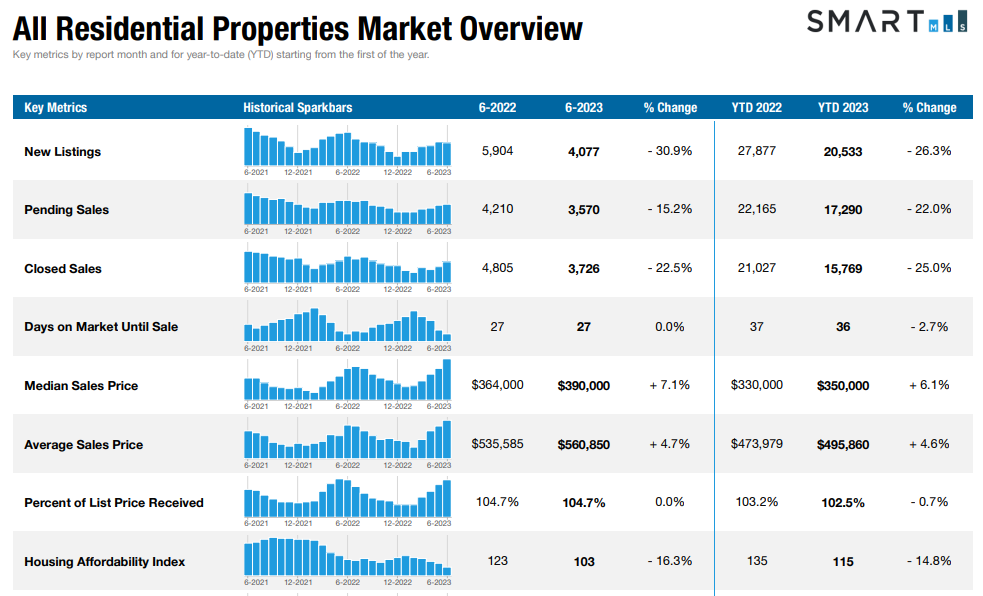 All Residential Properties Market Overview
SMART MLS
Key metrics by report month and for year-to-date (YTD) starting from the first of the year.
Key Metrics Historical Sparkbars 6-2022 6-2023 % Change YTD 2022 YTD 2023 % Change
New Listings 5,904 4,077 - 30.9% 27,877 20,533 - 26.3%
6-2021 12-2021 6-2022 12-2022 6-2023
Pending Sales 4,210 3,570 - 15.2% 22,165 17,290 - 22.0%
6-2021 12-2021 6-2022 12-2022 6-2023
Closed Sales 4,805 3,726 - 22.5% 21,027 15,769 - 25.0%
6-2021 12-2021 6-2022 12-2022 6-2023
Days on Market Until Sale 27 27 0.0% 37 36 - 2.7%
6-2021 12-2021 6-2022 12-2022 6-2023
Median Sales Price $364,000 $390,000 + 7.1% $330,000 $350,000 + 6.1%
6-2021 12-2021 6-2022 12-2022 6-2023
Average Sales Price $535,585 $560,850 + 4.7% $473,979 $495,860 + 4.6%
6-2021 12-2021 6-2022 12-2022 6-2023
Percent of List Price Received 104.7% 104.7% 0.0% 103.2% 102.5% - 0.7%
6-2021 12-2021 6-2022 12-2022 6-2023
Housing Affordability Index 123 103 - 16.3% 135 115 - 14.8%
6-2021 12-2021 6-2022 12-2022 6-2023